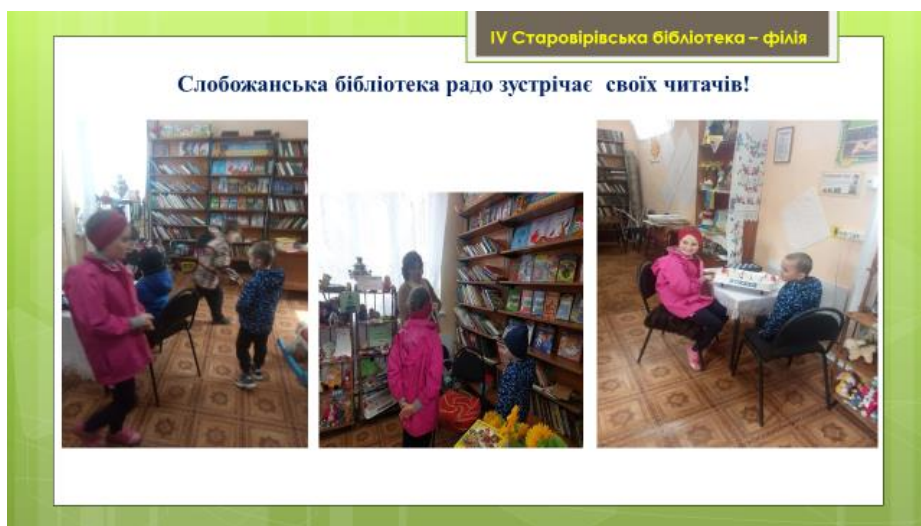 IV Старовірівська бібліотека – філія
Слобожанська бібліотека радо зустрічає своїх читачів!